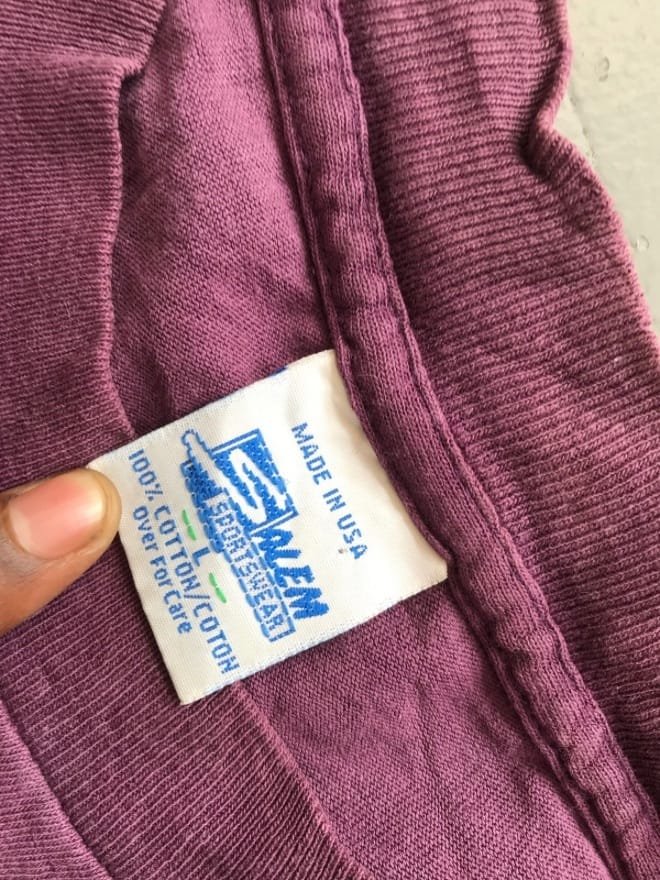 MADE IN USA
SALEM
SPORTSWEAR
L
100% COTTON/COTON
Over For Care